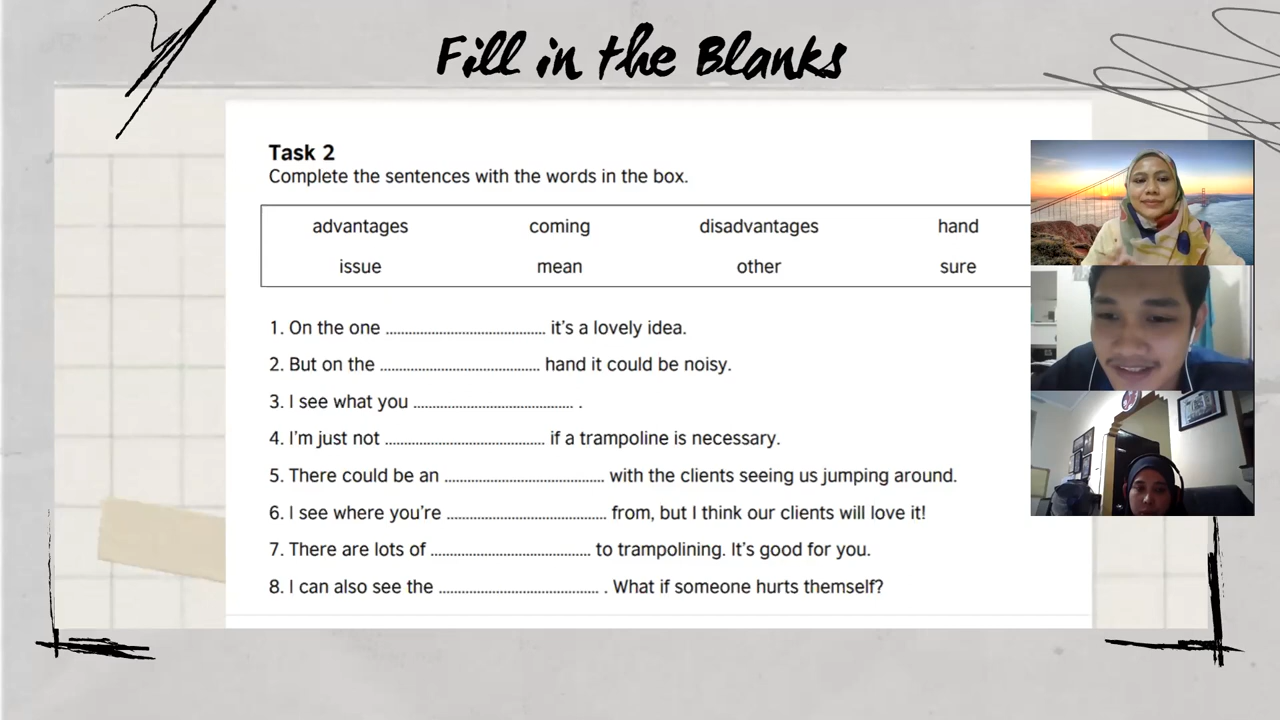 Fill in the Blanks
Task 2
Complete the sentences with the words in the box.
advantages coming disadvantages hand
issue mean other sure
1. On the one ................................................ it's a lovely idea.
2. But on the ................................................ hand it could be noisy.
3. I see what you ................................................ .
4. I'm just not ................................................ if a trampoline is necessary.
5. There could be an ................................................ with the clients seeing us jumping around.
6. I see where you're ................................................ from, but I think our clients will love it!
7. There are lots of ................................................ to trampolining. It's good for you.
8. I can also see the ................................................ . What if someone hurts themself?